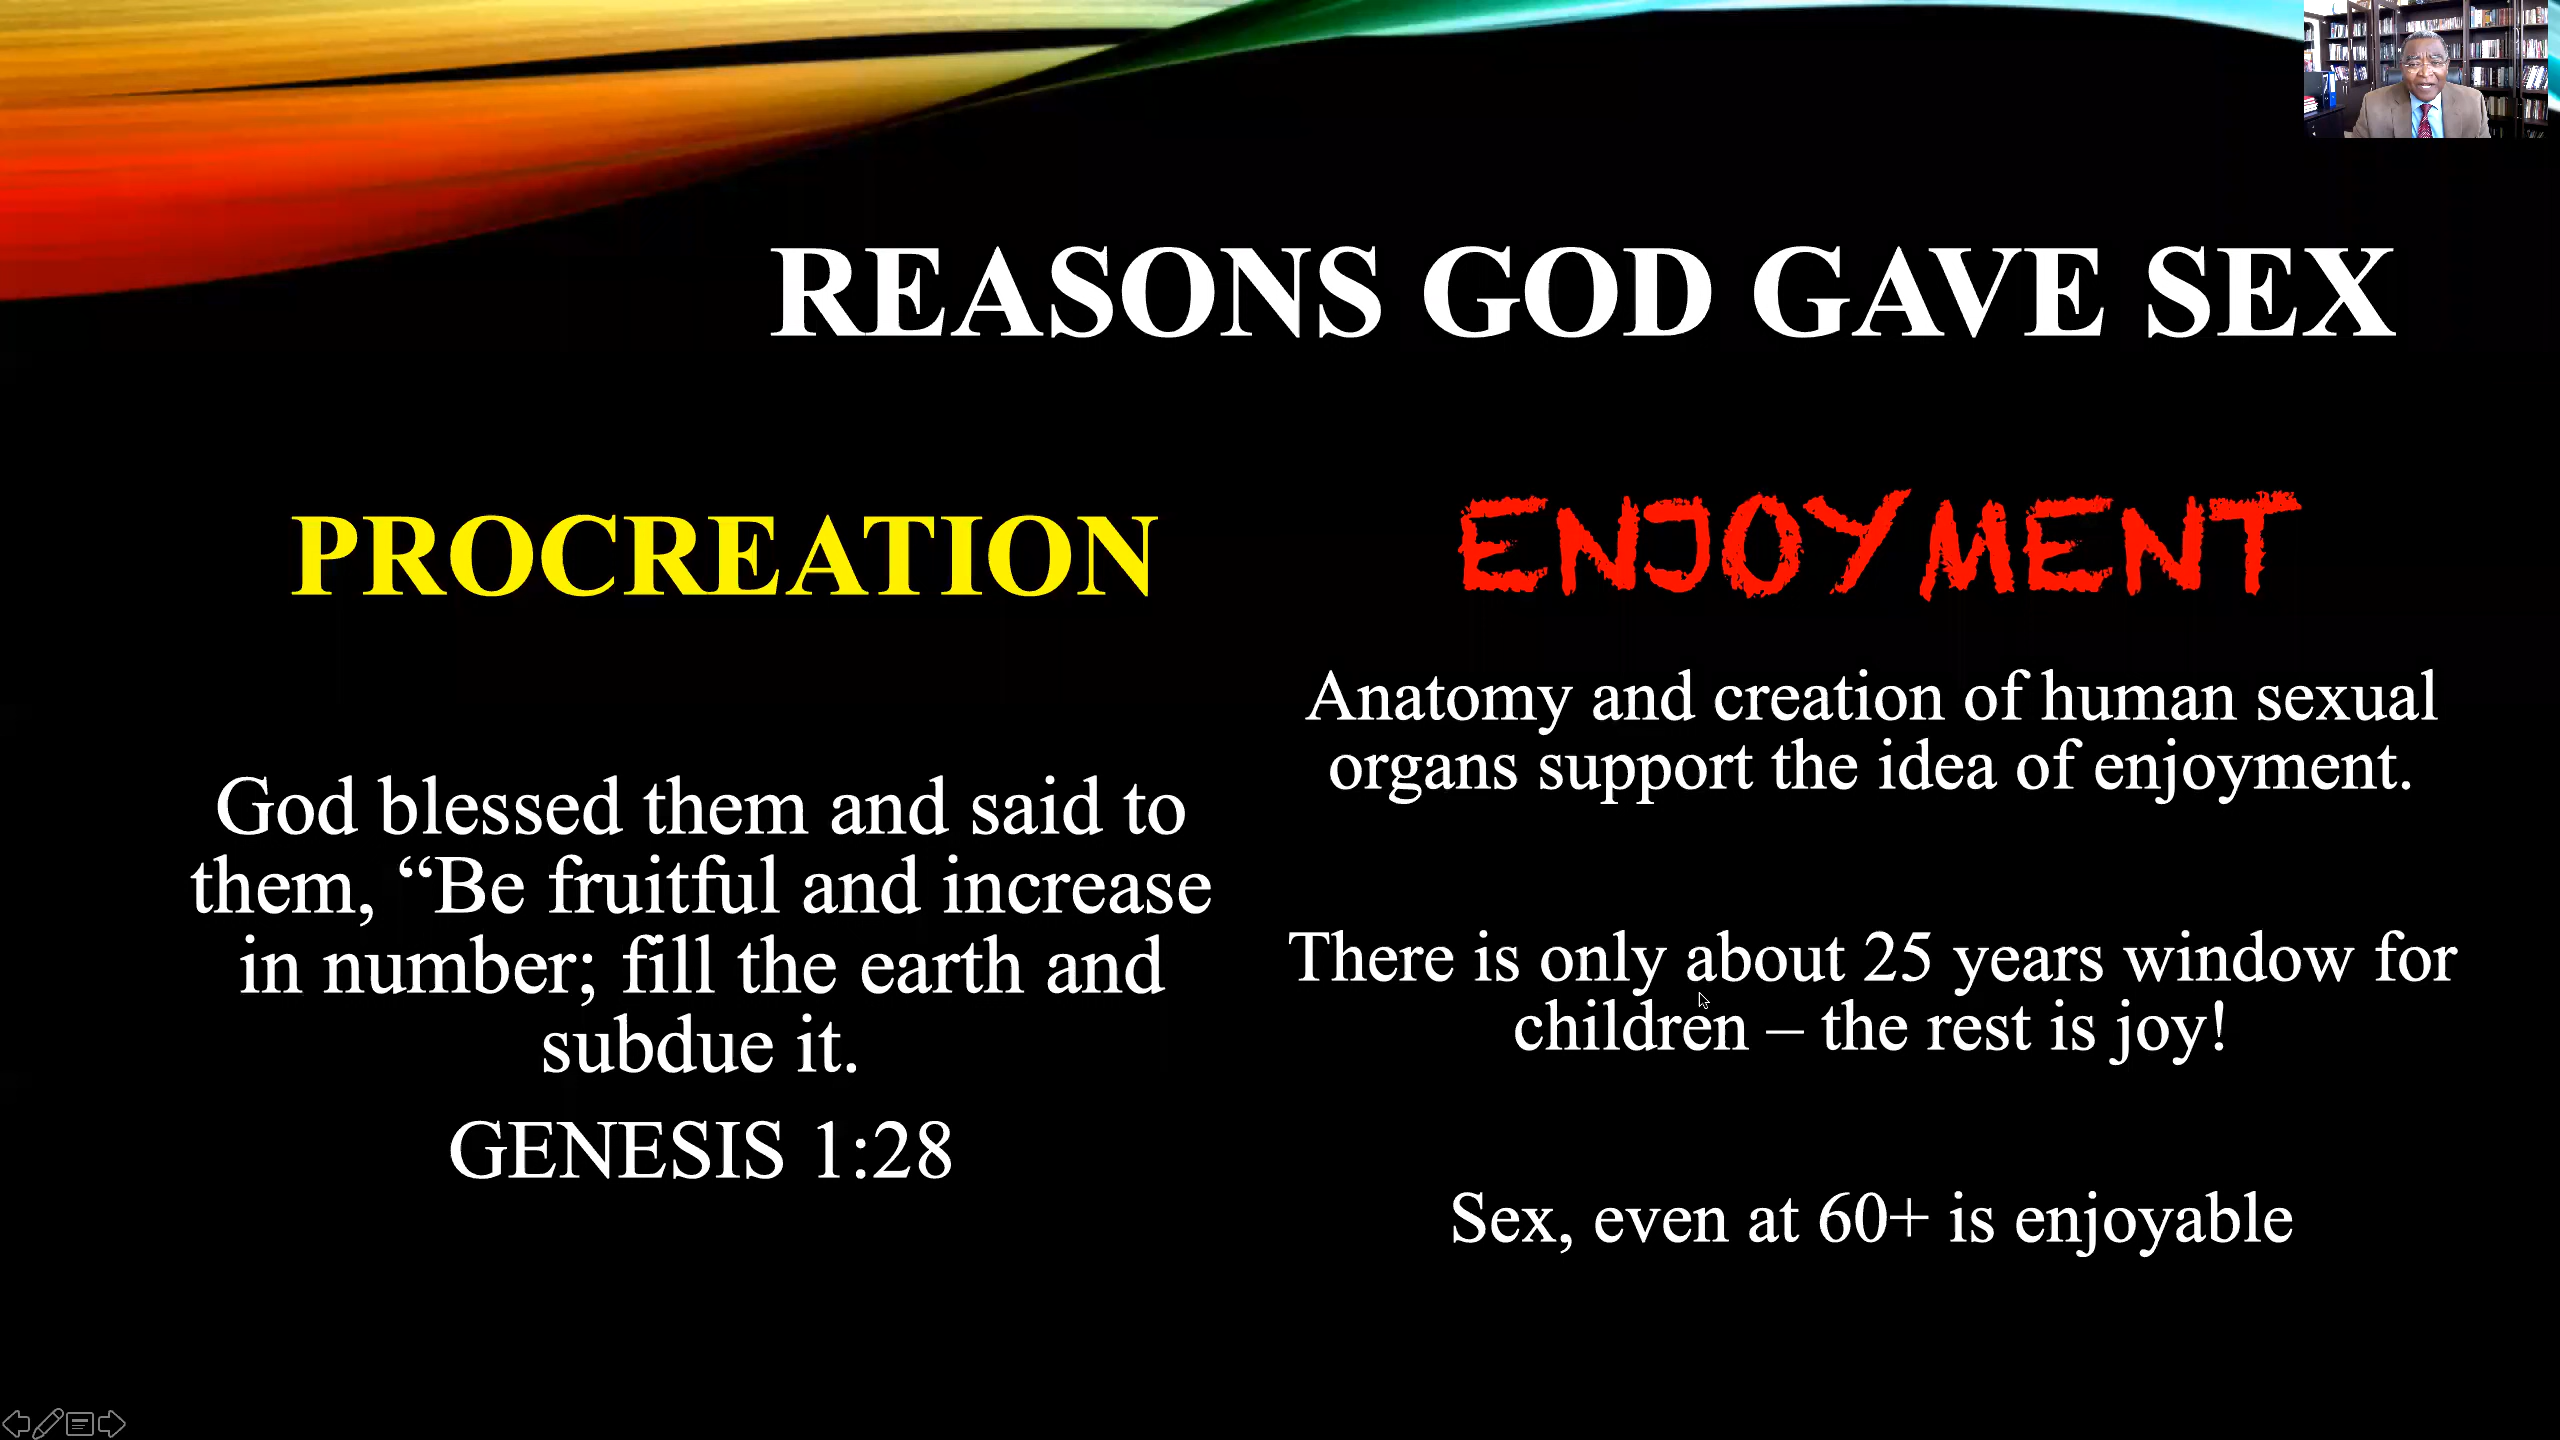 REASONS GOD GAVE SEX
PROCREATION
God blessed them and said to
them, “Be fruitful and increase
in number; fill the earth and
subdue it.
GENESIS 1:28
ENJOYMENT
Anatomy and creation of human sexual
organs support the idea of enjoyment.
There is only about 25 years window for
children – the rest is joy!
Sex, even at 60+ is enjoyable